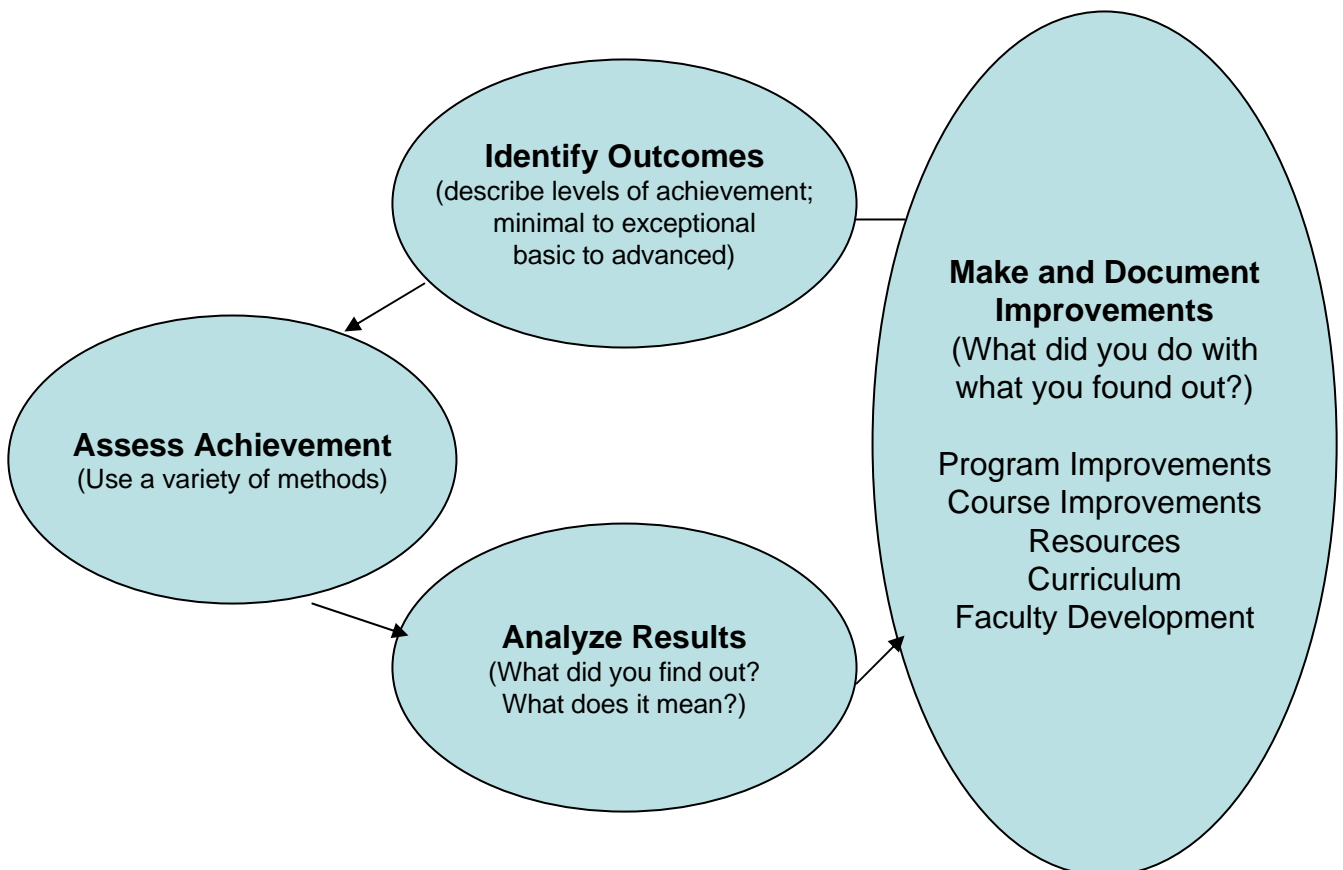 Identify Outcomes
(describe levels of achievement;
minimal to exceptional
basic to advanced)
Assess Achievement
(Use a variety of methods)
Analyze Results
(What did you find out?
What does it mean?)
Make and Document
Improvements
(What did you do with
what you found out?)
Program Improvements
Course Improvements
Resources
Curriculum
Faculty Development